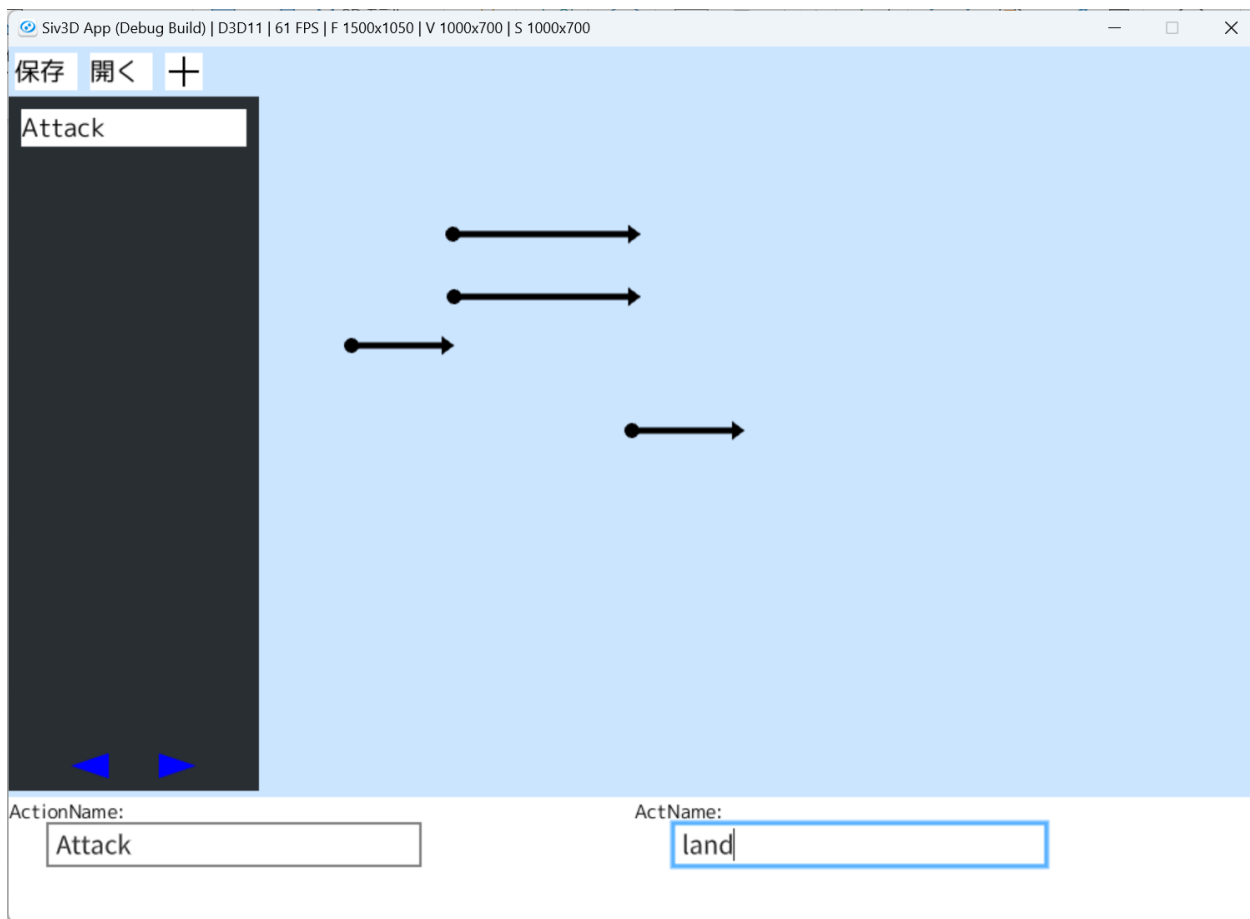 Siv3D App (Debug Build) | D3D11 | 61 FPS | F 1500x1050 | V 1000x700 | S 1000x700
保存 開く
Attack
ActionName: ActName:
Attack land